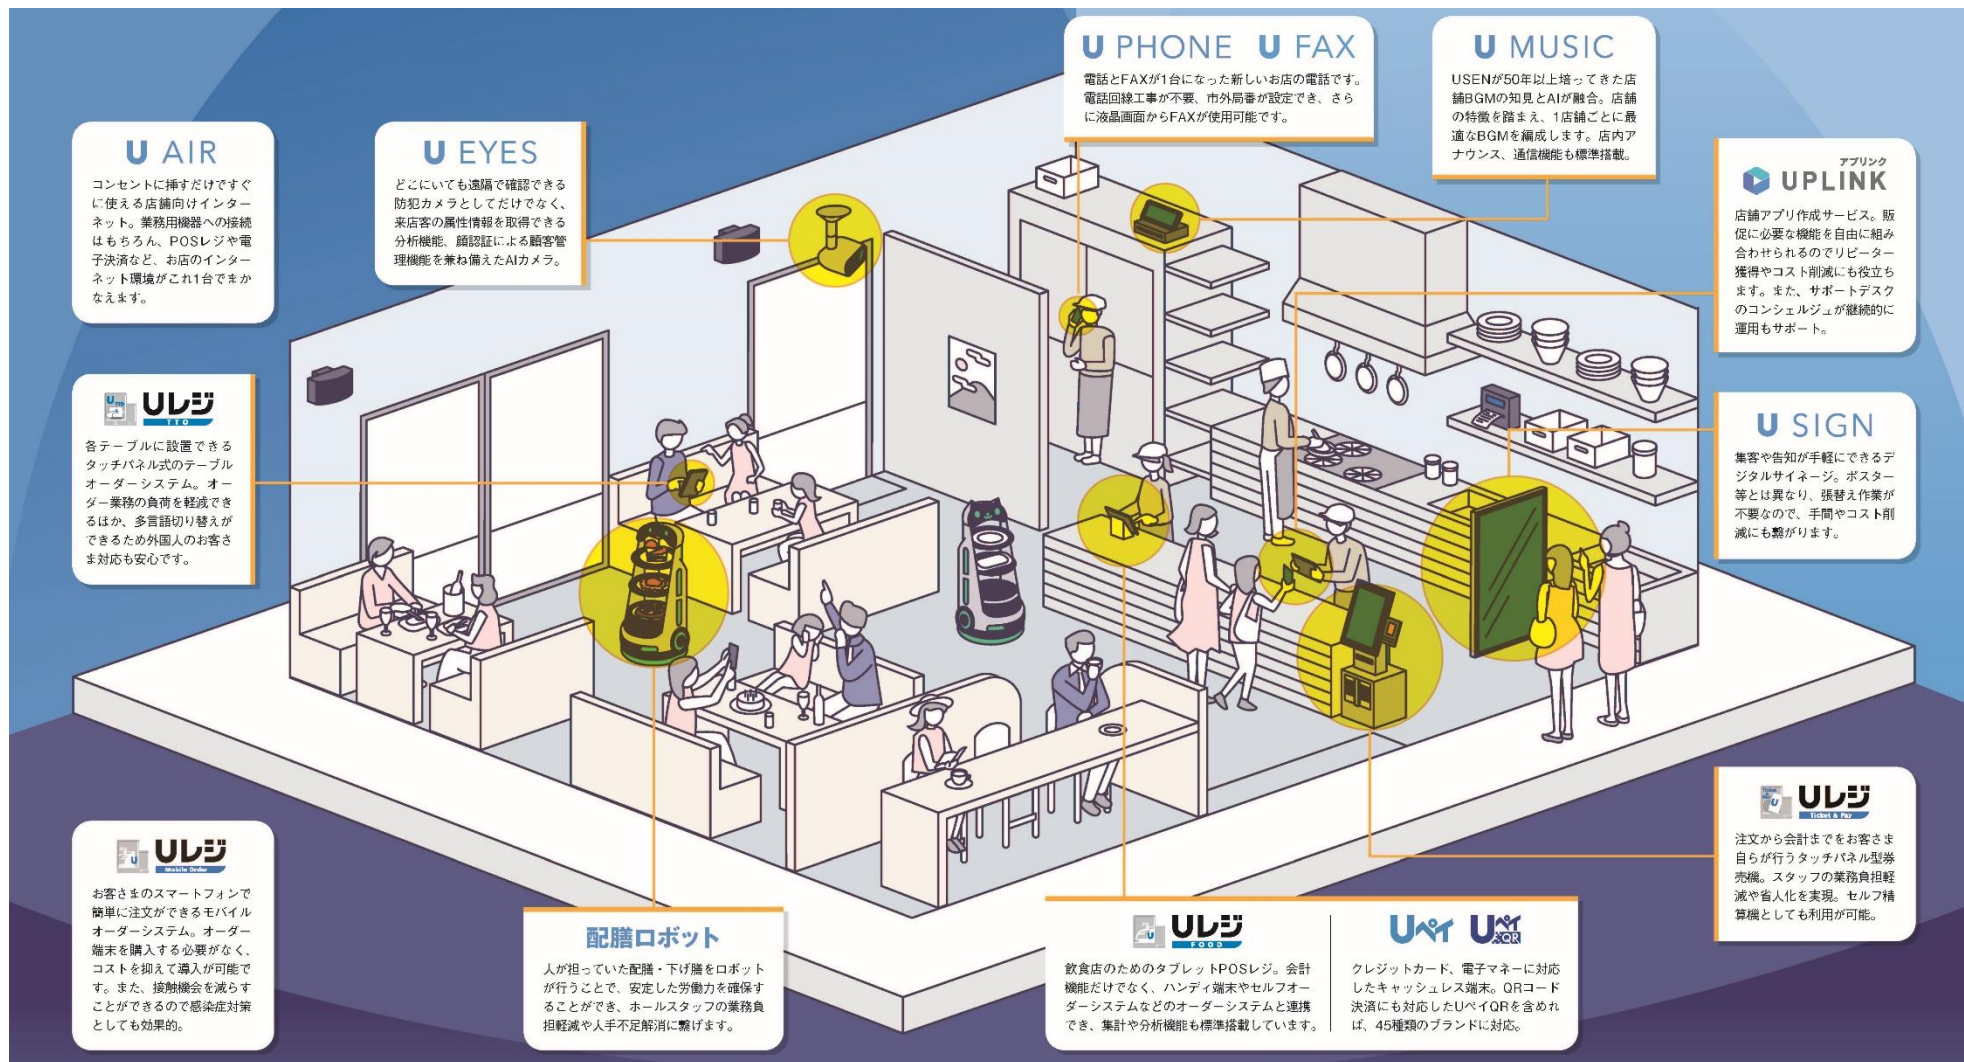 U PHONE U FAX
電話とFAXが1台になった新しいお店の電話です。
電話回線工事が不要、市外局番が設定でき、さら
に液晶画面からFAXが使用可能です。
U MUSIC
USENが50年以上培ってきた店
舗BGMの知見とAIが融合。店舗
の特徴を踏まえ、1店舗ごとに最
適なBGMを編成します。店内ア
ナウンス、通信機能も標準搭載。
U AIR
コンセントに挿すだけですぐ
に使える店舗向けインター
ネット。業務用機器への接続
はもちろん、POSレジや電
子決済など、お店のインター
ネット環境がこれ1台でまか
なえます。
U EYES
どこにいても遠隔で確認できる
防犯カメラとしてだけでなく、
来店客の属性情報を取得できる
分析機能、顔認証による顧客管
理機能を兼ね備えたAIカメラ。
アプリンク
UPLINK
店舗アプリ作成サービス。販
促に必要な機能を自由に組み
合わせられるのでリピーター
獲得やコスト削減にも役立ち
ます。また、サポートデスク
のコンシェルジュが継続的に
運用もサポート。
Uレジ
TTO
各テーブルに設置できる
タッチパネル式のテーブル
オーダーシステム。オー
ダー業務の負荷を軽減でき
るほか、多言語切り替えが
できるため外国人のお客さ
ま対応も安心です。
U SIGN
集客や告知が手軽にできるデ
ジタルサイネージ。ポスター
等とは異なり、張替え作業が
不要なので、手間やコスト削
減にも繋がります。
Uレジ
Mobile Order
お客さまのスマートフォンで
簡単に注文ができるモバイル
オーダーシステム。オーダー
端末を購入する必要がなく、
コストを抑えて導入が可能で
す。また、接触機会を減らす
ことができるので感染症対策
としても効果的。
配膳ロボット
人が担っていた配膳・下げ膳をロボット
が行うことで、安定した労働力を確保す
ることができ、ホールスタッフの業務負
担軽減や人手不足解消に繋げます。
Uレジ
FOOD
飲食店のためのタブレットPOSレジ。会計
機能だけでなく、ハンディ端末やセルフオー
ダーシステムなどのオーダーシステムと連携
でき、集計や分析機能も標準搭載しています。
Uペイ Uペイ QR
クレジットカード、電子マネーに対応
したキャッシュレス端末。QRコード
決済にも対応したUペイQRを含めれ
ば、45種類のブランドに対応。
Uレジ
Ticket & Pay
注文から会計までをお客さま
自らが行うタッチパネル型券
売機。スタッフの業務負担軽
減や省人化を実現。セルフ精
算機としても利用が可能。